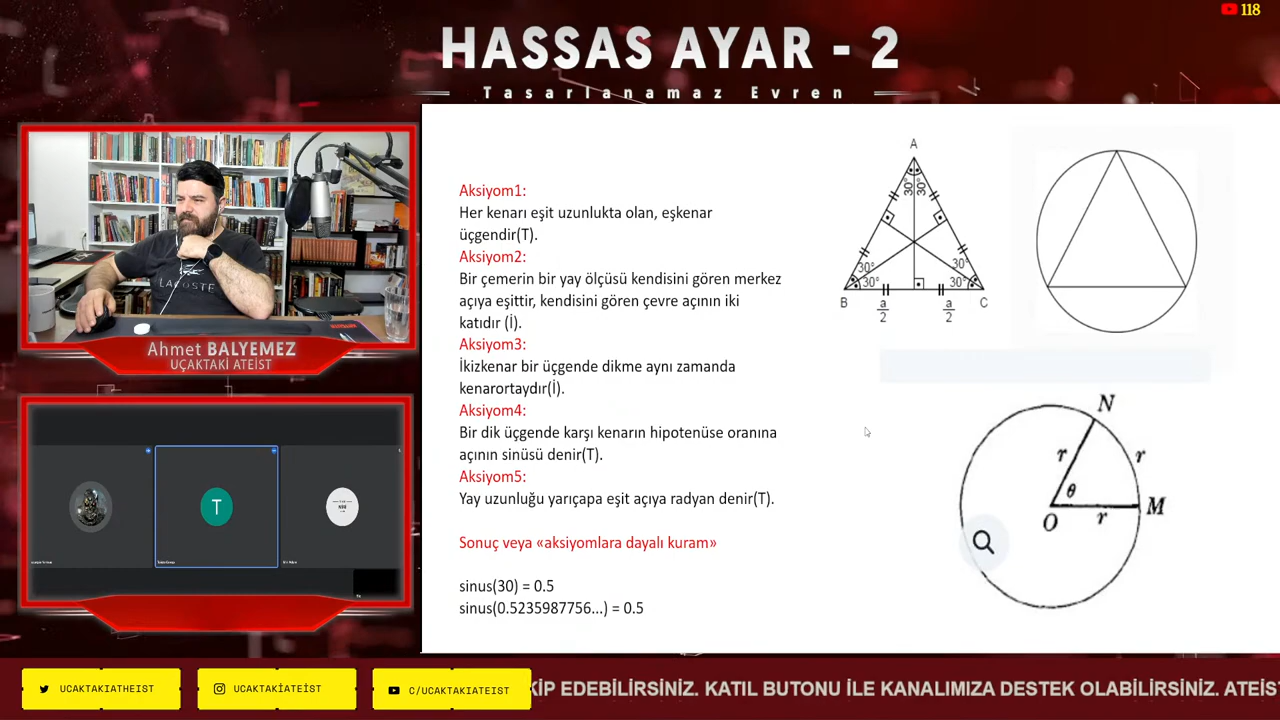 118
HASSAS AYAR - 2
Tasarlanamaz Evren
LACOSTE
Ahmet BALYEMEZ
UÇAKTAKİ ATEİST
T
Aksiyom1:
Her kenarı eşit uzunlukta olan, eşkenar
üçgendir(T).
Aksiyom2:
Bir çemerin bir yay ölçüsü kendisini gören merkez
açıya eşittir, kendisini gören çevre açının iki
katıdır (İ).
Aksiyom3:
İkizkenar bir üçgende dikme aynı zamanda
kenarortaydır(İ).
Aksiyom4:
Bir dik üçgende karşı kenarın hipotenüse oranına
açının sinüsü denir(T).
Aksiyom5:
Yay uzunluğu yarıçapa eşit açıya radyan denir(T).
Sonuç veya «aksiyomlara dayalı kuram»
sinus(30) = 0.5
sinus(0.5235987756...) = 0.5
A
30° 30°
30° 30°
30° 30°
B C
a/2 a/2
N
r r
θ
O r M
UCAKTAKIATHEIST
UCAKTAKİATEİST
C/UCAKTAKIATEIST
KİP EDEBİLİRSİNİZ. KATIL BUTONU İLE KANALIMIZA DESTEK OLABİLİRSİNİZ. ATEİS